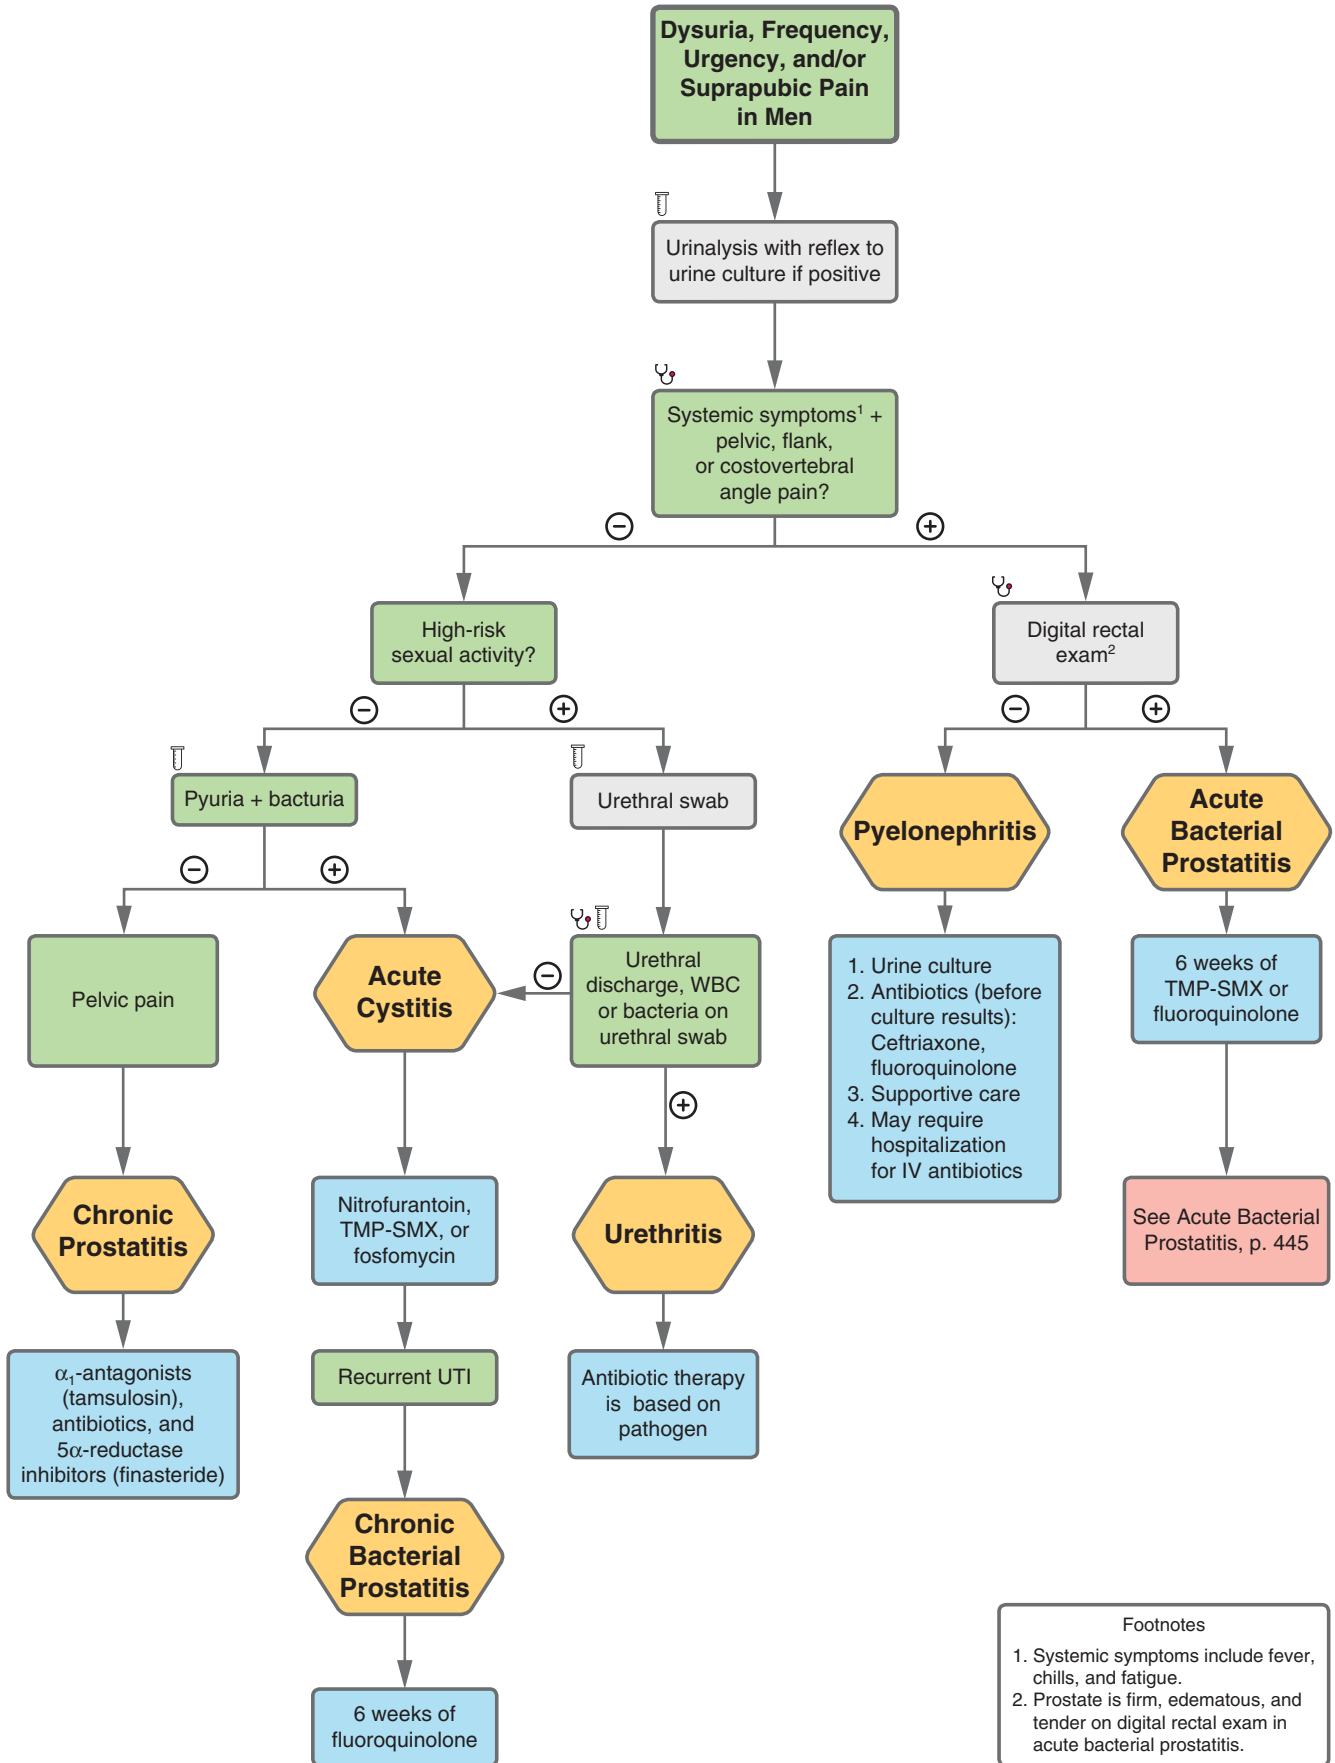 Dysuria, Frequency,
Urgency, and/or
Suprapubic Pain
in Men
Urinalysis with reflex to
urine culture if positive
Systemic symptoms¹ +
pelvic, flank,
or costovertebral
angle pain?
−
+
High-risk
sexual activity?
Digital rectal
exam²
−
+
−
+
Pyuria + bacturia
Urethral swab
Pyelonephritis
Acute
Bacterial
Prostatitis
−
+
Pelvic pain
Acute
Cystitis
−
Urethral
discharge, WBC
or bacteria on
urethral swab
1. Urine culture
2. Antibiotics (before
culture results):
Ceftriaxone,
fluoroquinolone
3. Supportive care
4. May require
hospitalization
for IV antibiotics
6 weeks of
TMP-SMX or
fluoroquinolone
+
Chronic
Prostatitis
Nitrofurantoin,
TMP-SMX, or
fosfomycin
Urethritis
See Acute Bacterial
Prostatitis, p. 445
α₁-antagonists
(tamsulosin),
antibiotics, and
5α-reductase
inhibitors (finasteride)
Recurrent UTI
Antibiotic therapy
is based on
pathogen
Chronic
Bacterial
Prostatitis
6 weeks of
fluoroquinolone
Footnotes
1. Systemic symptoms include fever,
chills, and fatigue.
2. Prostate is firm, edematous, and
tender on digital rectal exam in
acute bacterial prostatitis.